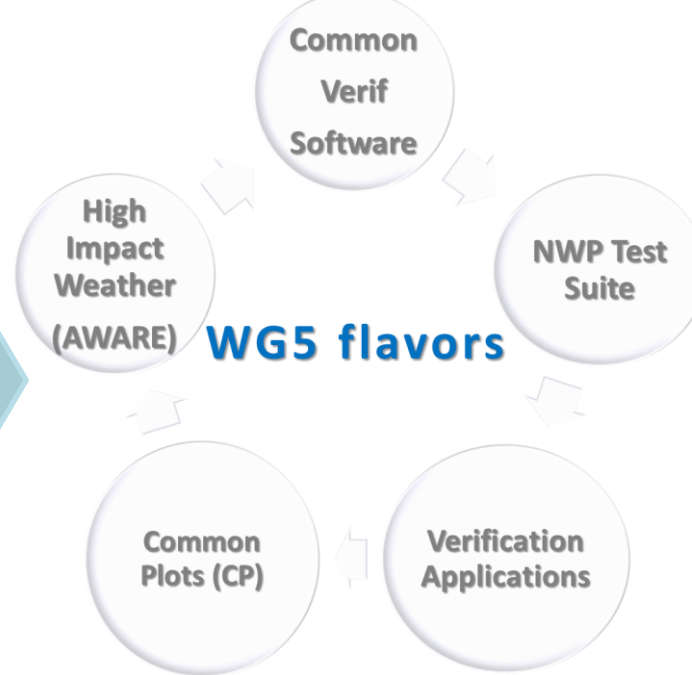 Common
Verif
Software
High
Impact
Weather
(AWARE)
NWP Test
Suite
WG5 flavors
Common
Plots (CP)
Verification
Applications